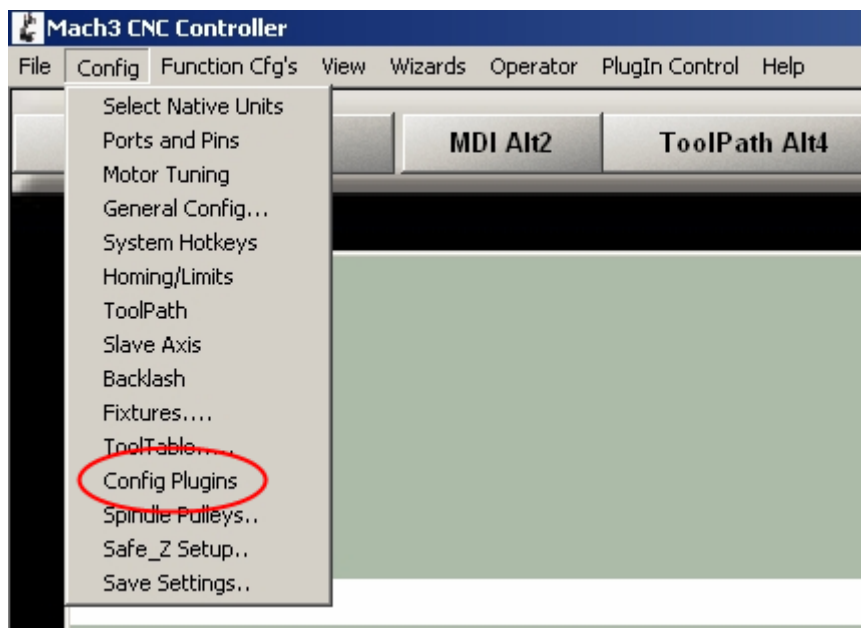 Mach3 CNC Controller
File Config Function Cfg's View Wizards Operator PlugIn Control Help
Select Native Units
Ports and Pins
Motor Tuning
General Config...
System Hotkeys
Homing/Limits
ToolPath
Slave Axis
Backlash
Fixtures....
ToolTable.....
Config Plugins
Spindle Pulleys..
Safe_Z Setup..
Save Settings..
MDI Alt2 ToolPath Alt4